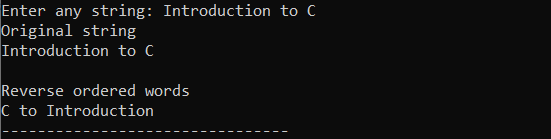 Enter any string: Introduction to C
Original string
Introduction to C
Reverse ordered words
C to Introduction
--------------------------------